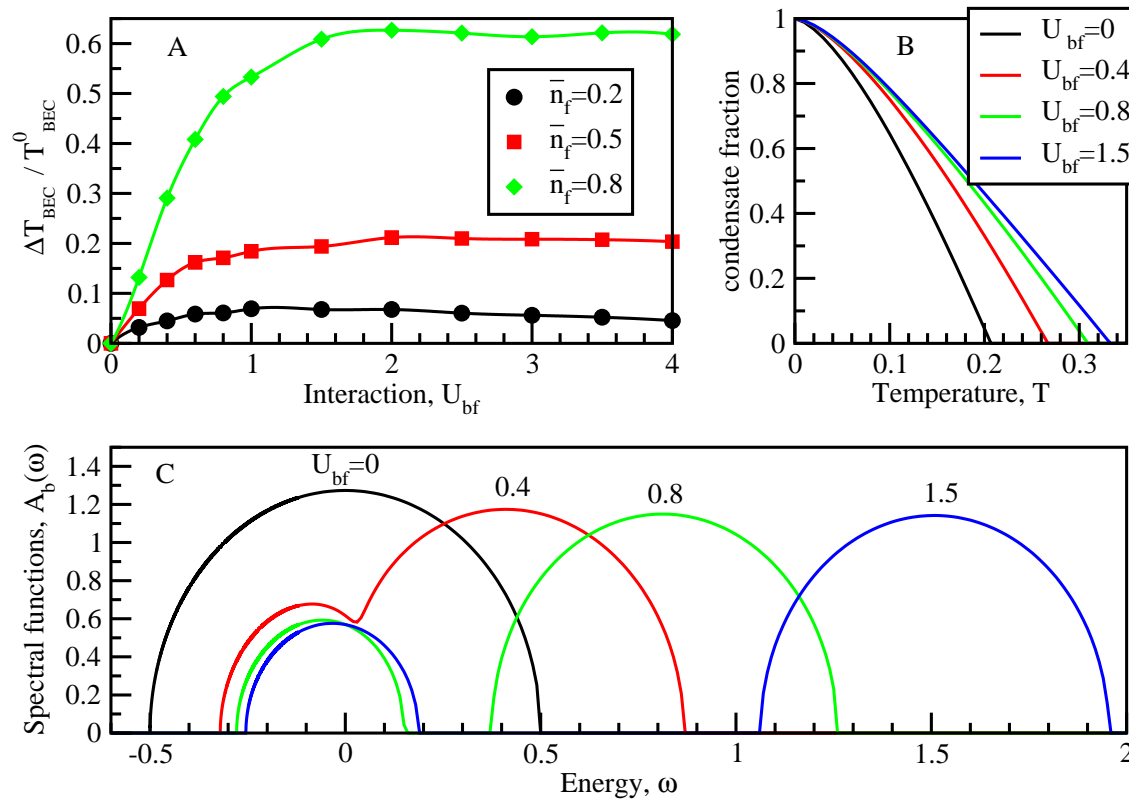 A
ΔT_BEC / T^0_BEC
0.6
0.5
0.4
0.3
0.2
0.1
0
n̄_f=0.2
n̄_f=0.5
n̄_f=0.8
0 1 2 3 4
Interaction, U_bf
B
condensate fraction
1
0.8
0.6
0.4
0.2
0
U_bf=0
U_bf=0.4
U_bf=0.8
U_bf=1.5
0 0.1 0.2 0.3
Temperature, T
C
Spectral functions, A_b(ω)
1.4
1.2
1
0.8
0.6
0.4
0.2
0
U_bf=0
0.4
0.8
1.5
-0.5 0 0.5 1 1.5 2
Energy, ω